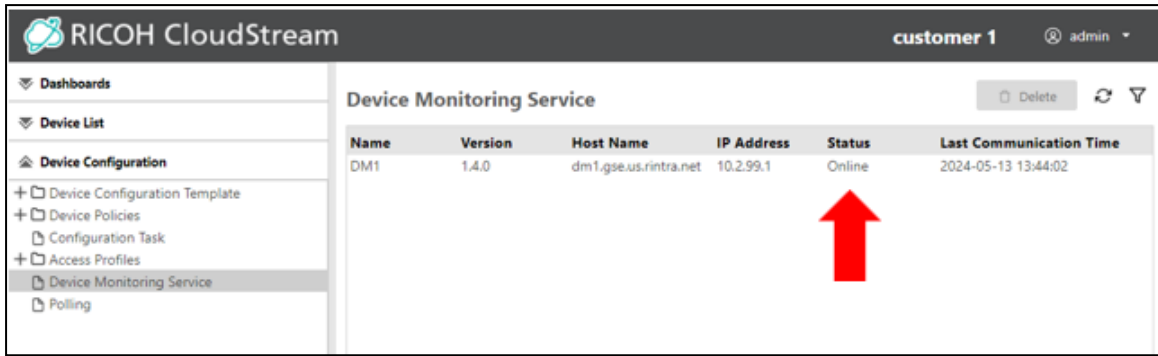 RICOH CloudStream
customer 1
admin
Dashboards
Device List
Device Configuration
Device Configuration Template
Device Policies
Configuration Task
Access Profiles
Device Monitoring Service
Polling
Device Monitoring Service
Delete
Name Version Host Name IP Address Status Last Communication Time
DM1 1.4.0 dm1.gse.us.rintra.net 10.2.99.1 Online 2024-05-13 13:44:02